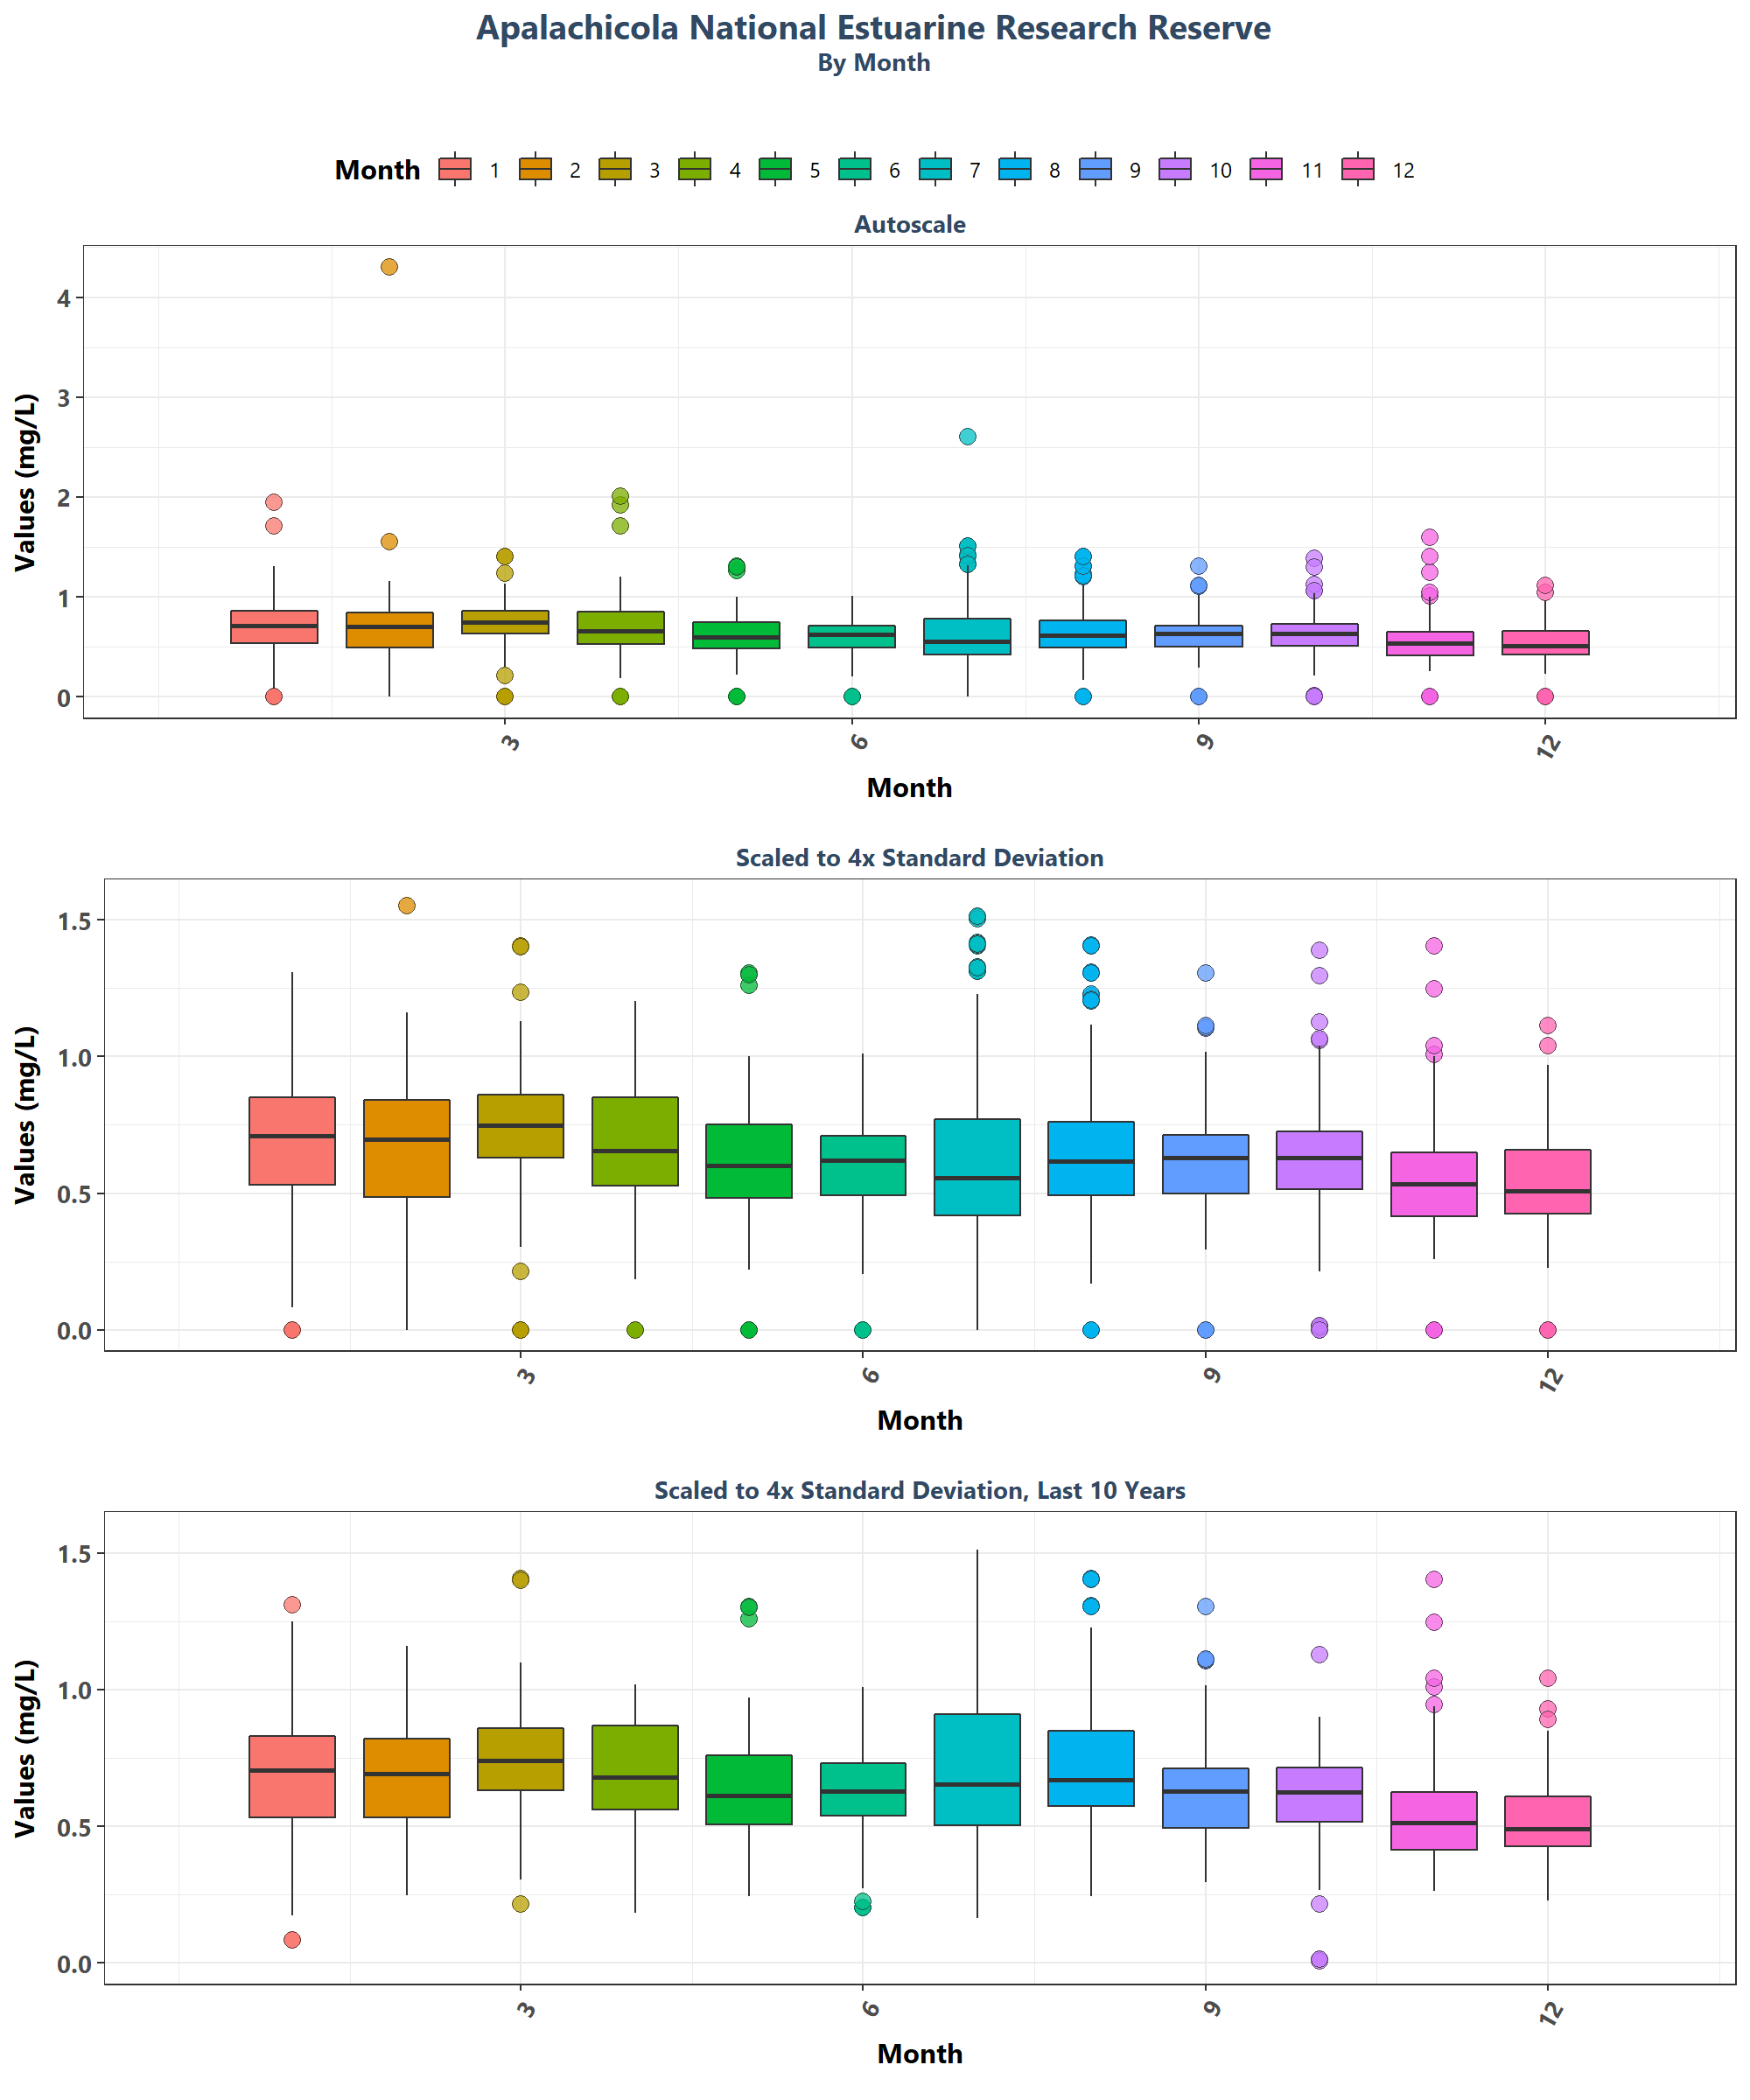 Apalachicola National Estuarine Research Reserve
By Month
Month 1 2 3 4 5 6 7 8 9 10 11 12
Autoscale
Values (mg/L)
4
3
2
1
0
3 6 9 12
Month
Scaled to 4x Standard Deviation
Values (mg/L)
1.5
1.0
0.5
0.0
3 6 9 12
Month
Scaled to 4x Standard Deviation, Last 10 Years
Values (mg/L)
1.5
1.0
0.5
0.0
3 6 9 12
Month